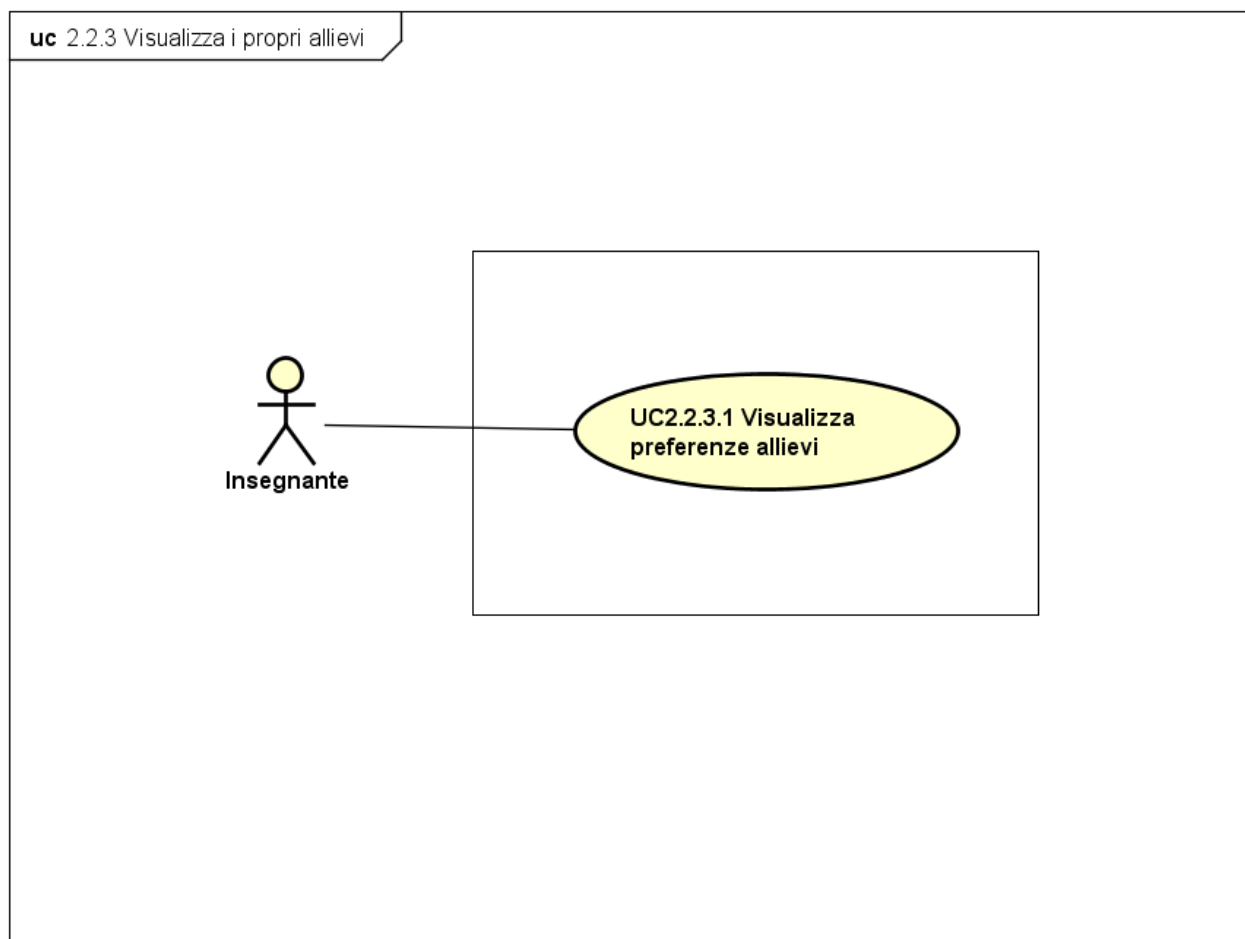 uc 2.2.3 Visualizza i propri allievi
UC2.2.3.1 Visualizza
preferenze allievi
Insegnante